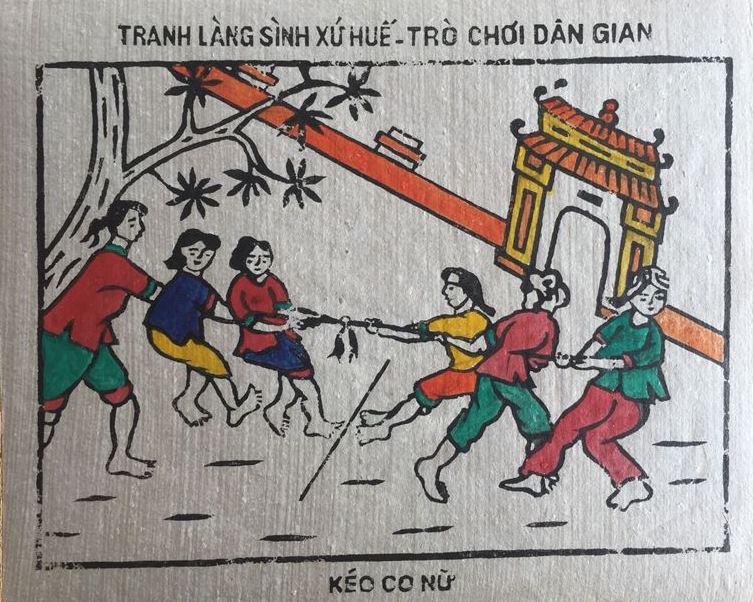 TRANH LÀNG SÌNH XỨ HUẾ - TRÒ CHƠI DÂN GIAN
KÉO CO NỮ